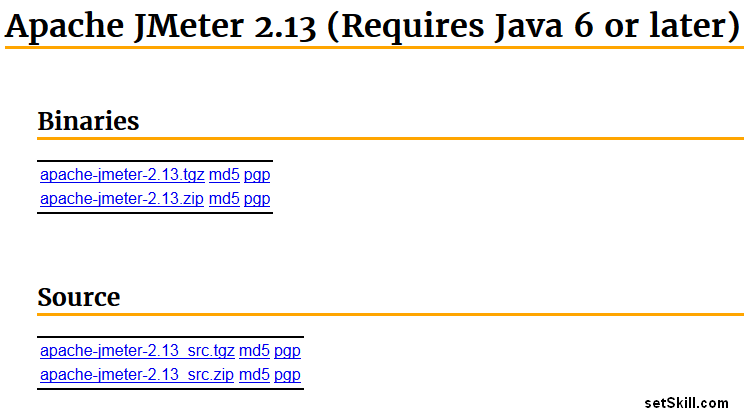 Apache JMeter 2.13 (Requires Java 6 or later)
Binaries
apache-jmeter-2.13.tgz md5 pgp
apache-jmeter-2.13.zip md5 pgp
Source
apache-jmeter-2.13_src.tgz md5 pgp
apache-jmeter-2.13_src.zip md5 pgp
setSkill.com